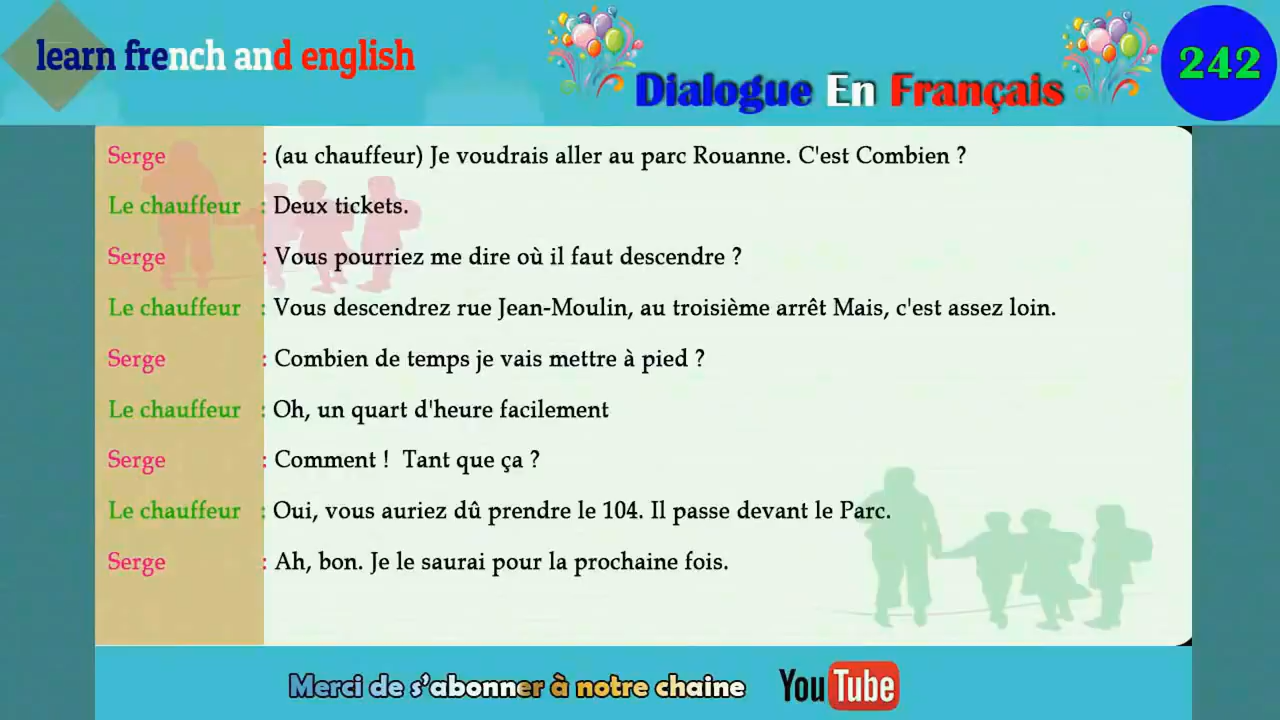 learn french and english
Dialogue En Français
242
Serge : (au chauffeur) Je voudrais aller au parc Rouanne. C'est Combien ?
Le chauffeur : Deux tickets.
Serge : Vous pourriez me dire où il faut descendre ?
Le chauffeur : Vous descendrez rue Jean-Moulin, au troisième arrêt Mais, c'est assez loin.
Serge : Combien de temps je vais mettre à pied ?
Le chauffeur : Oh, un quart d'heure facilement
Serge : Comment ! Tant que ça ?
Le chauffeur : Oui, vous auriez dû prendre le 104. Il passe devant le Parc.
Serge : Ah, bon. Je le saurai pour la prochaine fois.
Merci de s'abonner à notre chaine YouTube